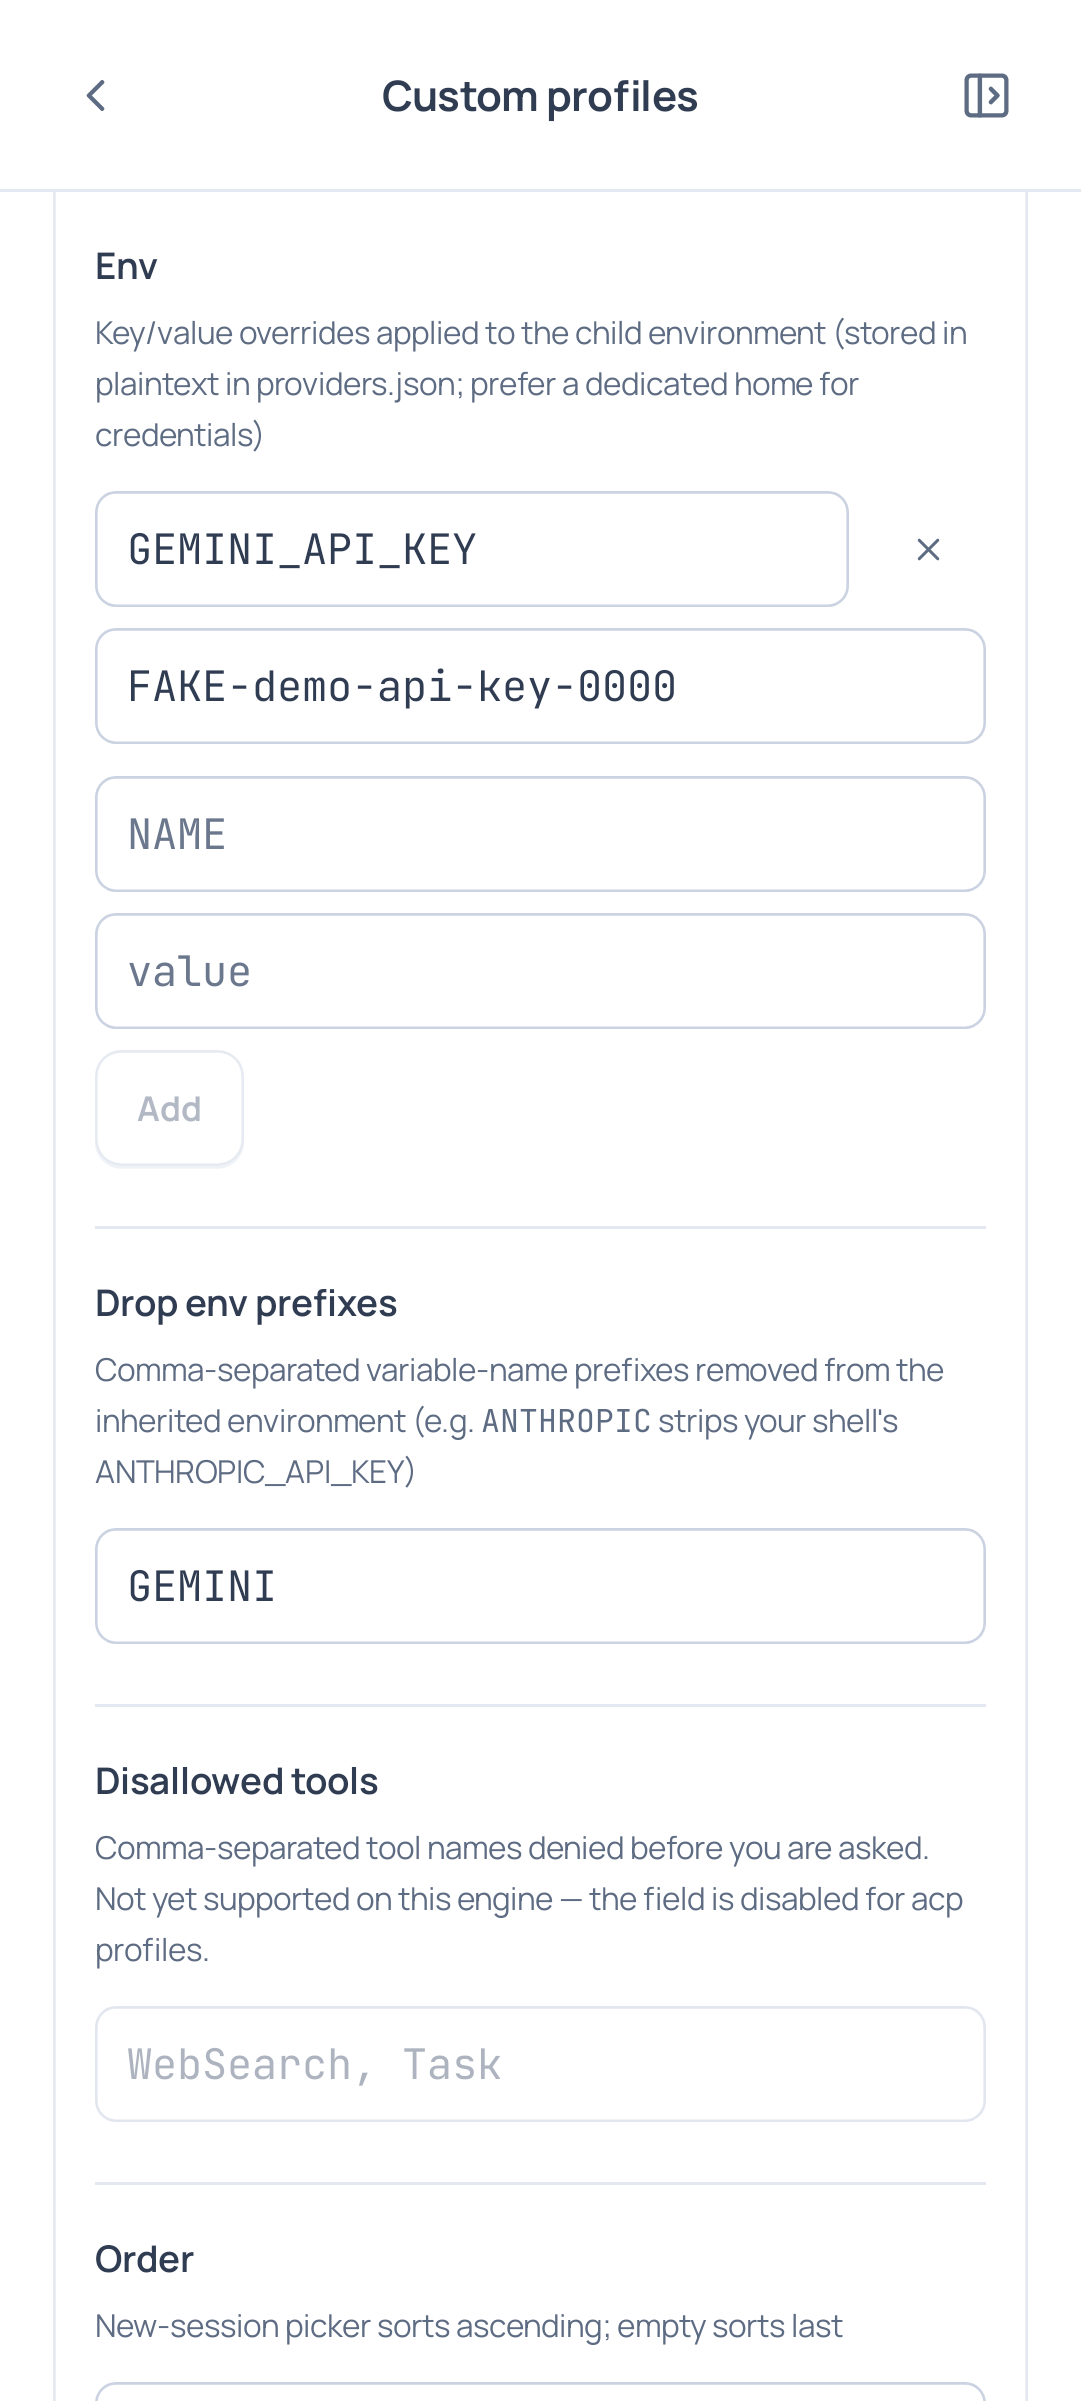 Custom profiles
Env
Key/value overrides applied to the child environment (stored in
plaintext in providers.json; prefer a dedicated home for
credentials)
GEMINI_API_KEY
FAKE-demo-api-key-0000
NAME
value
Add
Drop env prefixes
Comma-separated variable-name prefixes removed from the
inherited environment (e.g. ANTHROPIC strips your shell's
ANTHROPIC_API_KEY)
GEMINI
Disallowed tools
Comma-separated tool names denied before you are asked.
Not yet supported on this engine — the field is disabled for acp
profiles.
WebSearch, Task
Order
New-session picker sorts ascending; empty sorts last